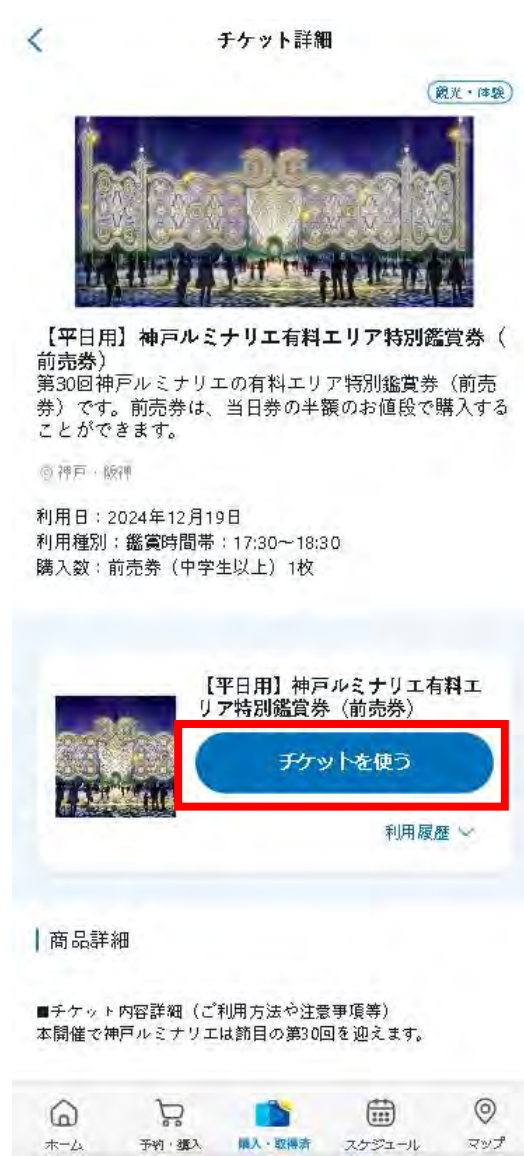 チケット詳細
観光・体験
【平日用】神戸ルミナリエ有料エリア特別鑑賞券（
前売券）
第30回神戸ルミナリエの有料エリア特別鑑賞券（前売
券）です。前売券は、当日券の半額のお値段で購入する
ことができます。
神戸・阪神
利用日：2024年12月19日
利用種別：鑑賞時間帯：17:30～18:30
購入数：前売券（中学生以上）1枚
【平日用】神戸ルミナリエ有料エ
リア特別鑑賞券（前売券）
チケットを使う
利用履歴
商品詳細
■チケット内容詳細（ご利用方法や注意事項等）
本開催で神戸ルミナリエは節目の第30回を迎えます。
ホーム 予約・購入 購入・取得済 スケジュール マップ